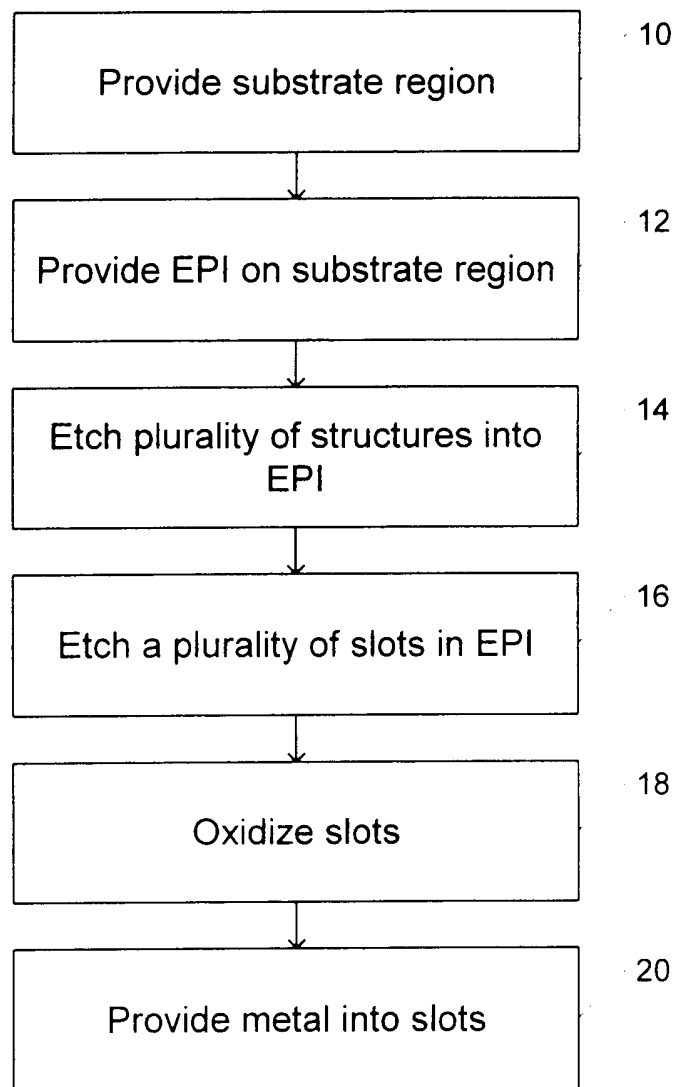 10
Provide substrate region
12
Provide EPI on substrate region
14
Etch plurality of structures into
EPI
16
Etch a plurality of slots in EPI
18
Oxidize slots
20
Provide metal into slots